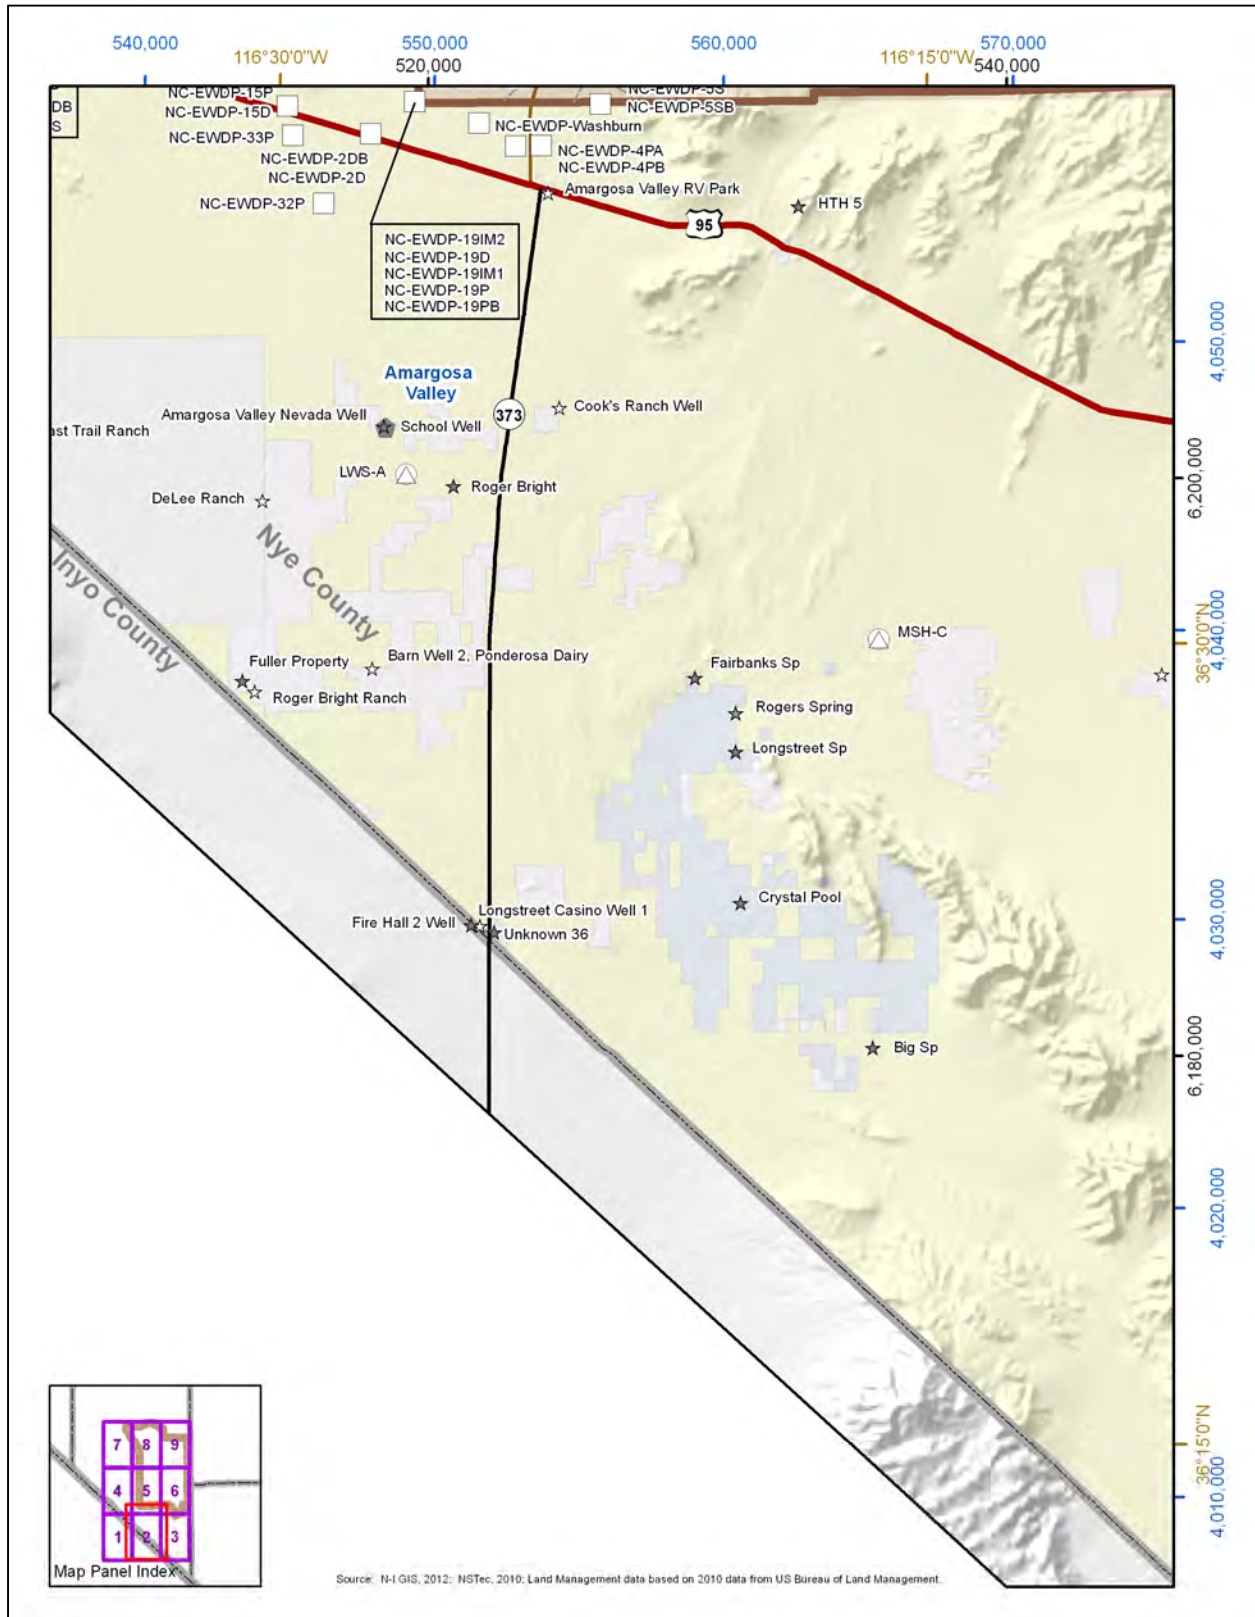 540,000
550,000
560,000
570,000
116°30'0"W
116°15'0"W
520,000
540,000
DB
S
NC-EWDP-15P
NC-EWDP-15D
NC-EWDP-33P
NC-EWDP-2DB
NC-EWDP-2D
NC-EWDP-32P
NC-EWDP-5S
NC-EWDP-5SB
NC-EWDP-Washburn
NC-EWDP-4PA
NC-EWDP-4PB
Amargosa Valley RV Park
HTH 5
95
NC-EWDP-19IM2
NC-EWDP-19D
NC-EWDP-19IM1
NC-EWDP-19P
NC-EWDP-19PB
4,050,000
Amargosa
Valley
373
Cook's Ranch Well
Amargosa Valley Nevada Well
School Well
ast Trail Ranch
LWS-A
Roger Bright
6,200,000
DeLee Ranch
Nye County
Inyo County
MSH-C
4,040,000
36°30'0"N
Fuller Property
Barn Well 2, Ponderosa Dairy
Roger Bright Ranch
Fairbanks Sp
Rogers Spring
Longstreet Sp
Crystal Pool
Longstreet Casino Well 1
Fire Hall 2 Well
Unknown 36
4,030,000
Big Sp
6,180,000
4,020,000
36°15'0"N
4,010,000
7 8 9
4 5 6
1 2 3
Map Panel Index
Source: N-I GIS, 2012; NSTec, 2010; Land Management data based on 2010 data from US Bureau of Land Management.